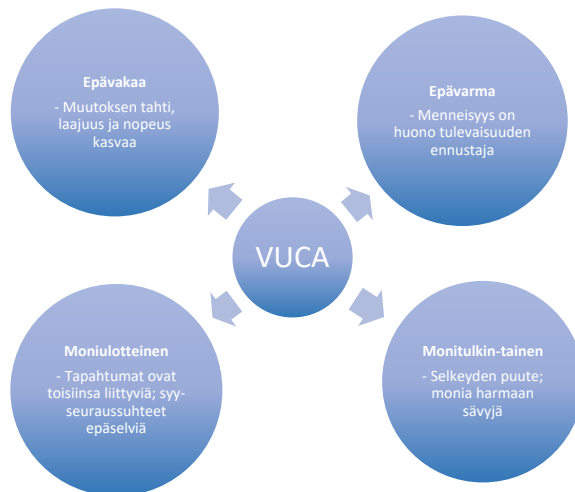 Epävakaa
- Muutoksen tahti,
laajuus ja nopeus
kasvaa
Epävarma
- Menneisyys on
huono tulevaisuuden
ennustaja
VUCA
Moniulotteinen
- Tapahtumat ovat
toisiinsa liittyviä; syy-
seuraussuhteet
epäselviä
Monitulkin-tainen
- Selkeyden puute;
monia harmaan
sävyjä